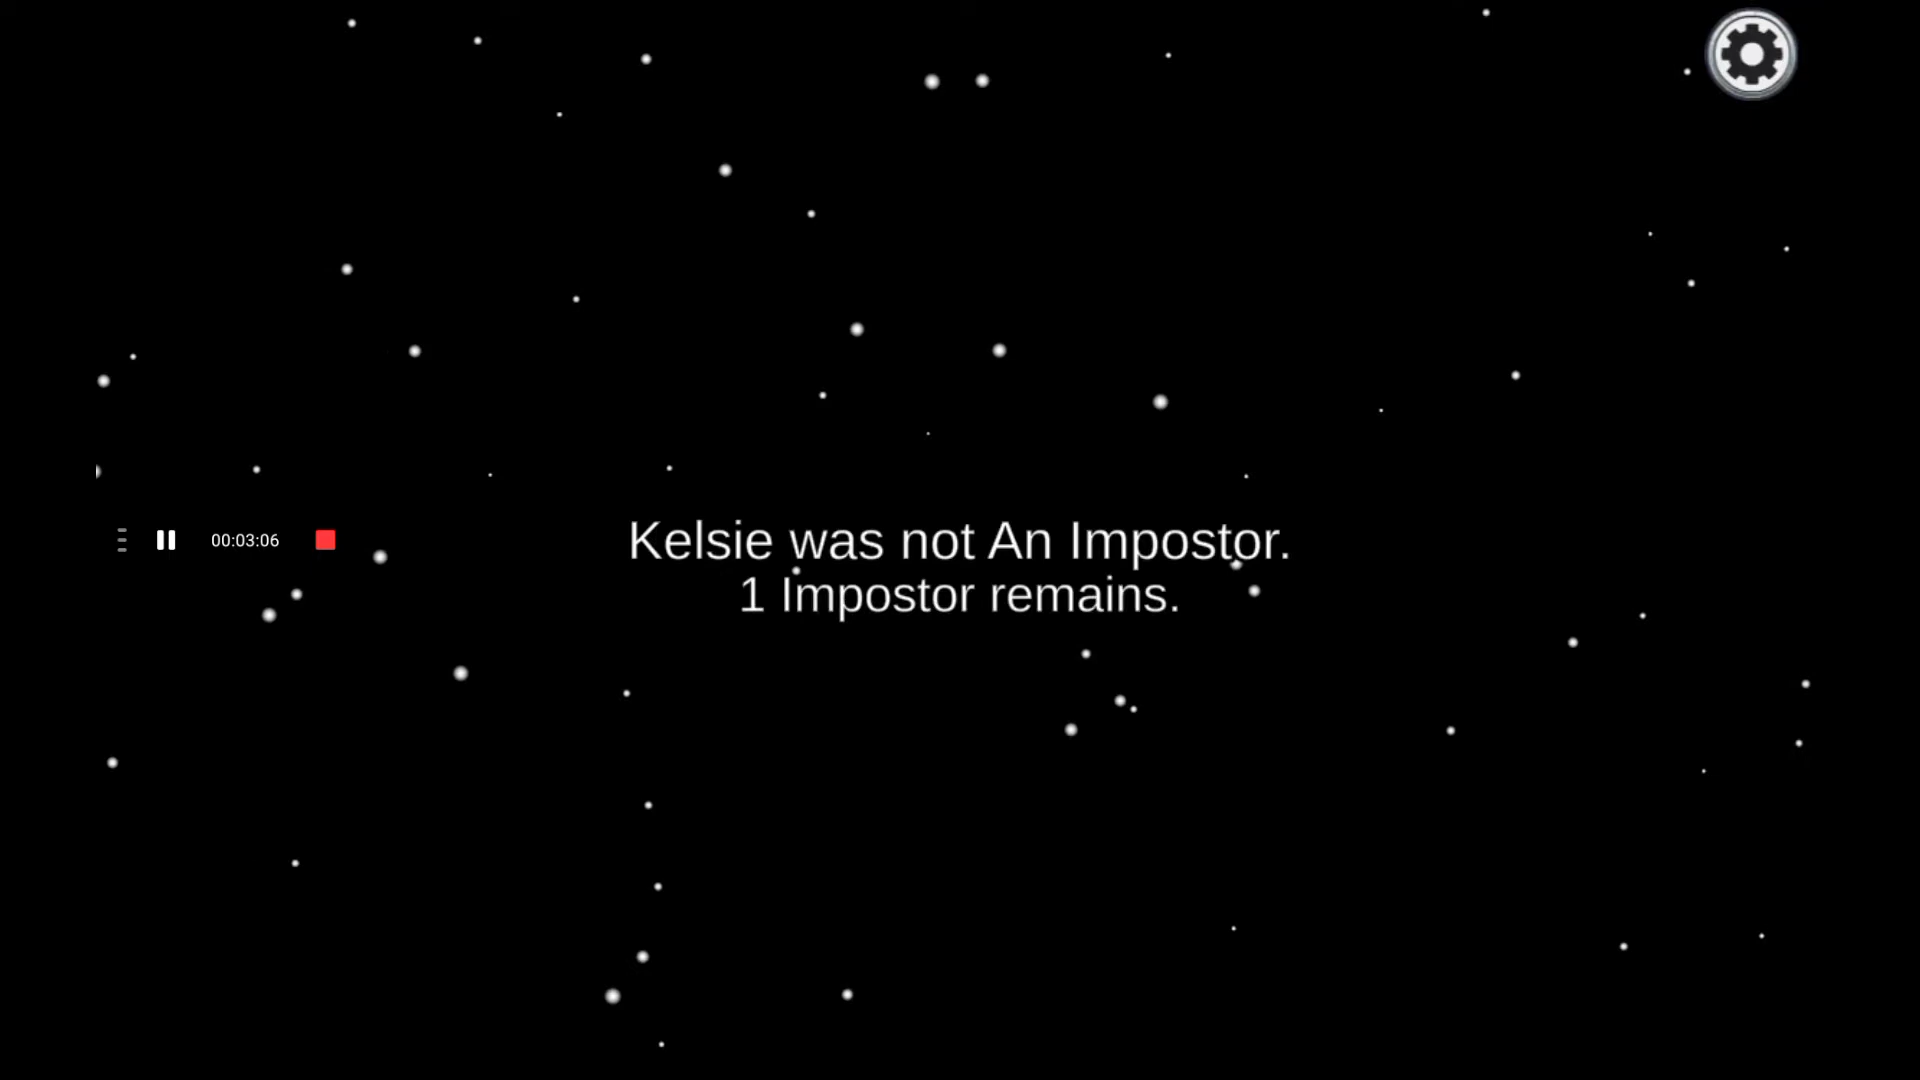 00:03:06
Kelsie was not An Impostor.
1 Impostor remains.